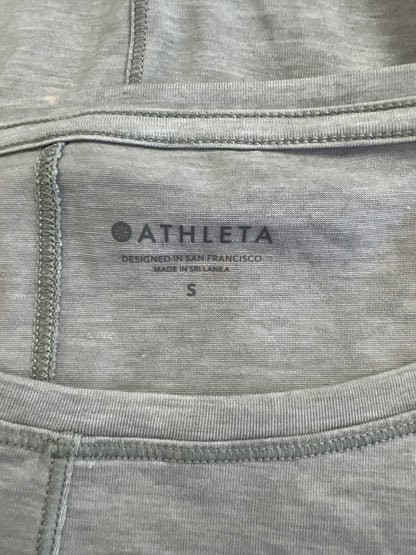 ATHLETA
DESIGNED IN SAN FRANCISCO
MADE IN SRI LANKA
S